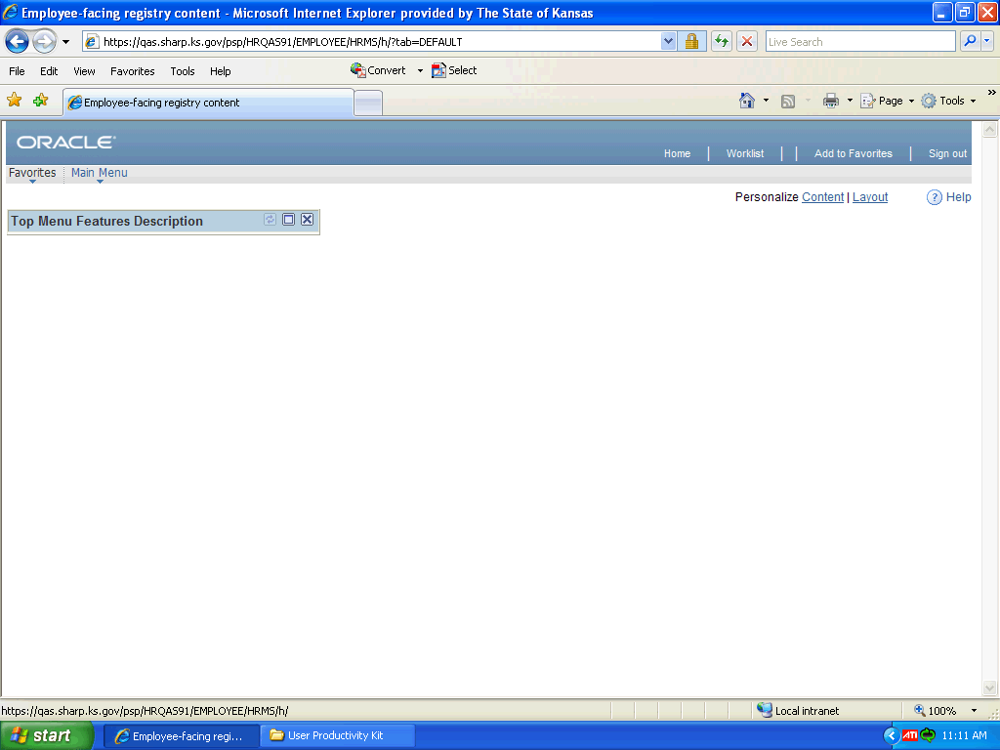 Employee-facing registry content - Microsoft Internet Explorer provided by The State of Kansas
https://qas.sharp.ks.gov/psp/HRQAS91/EMPLOYEE/HRMS/h/?tab=DEFAULT
Live Search
File Edit View Favorites Tools Help Convert Select
Employee-facing registry content
Page Tools »
ORACLE
Home | Worklist | | Add to Favorites | Sign out
Favorites Main Menu
Personalize Content | Layout ? Help
Top Menu Features Description
https://qas.sharp.ks.gov/psp/HRQAS91/EMPLOYEE/HRMS/h/
Local intranet
100%
start Employee-facing regi... User Productivity Kit ATI 11:11 AM